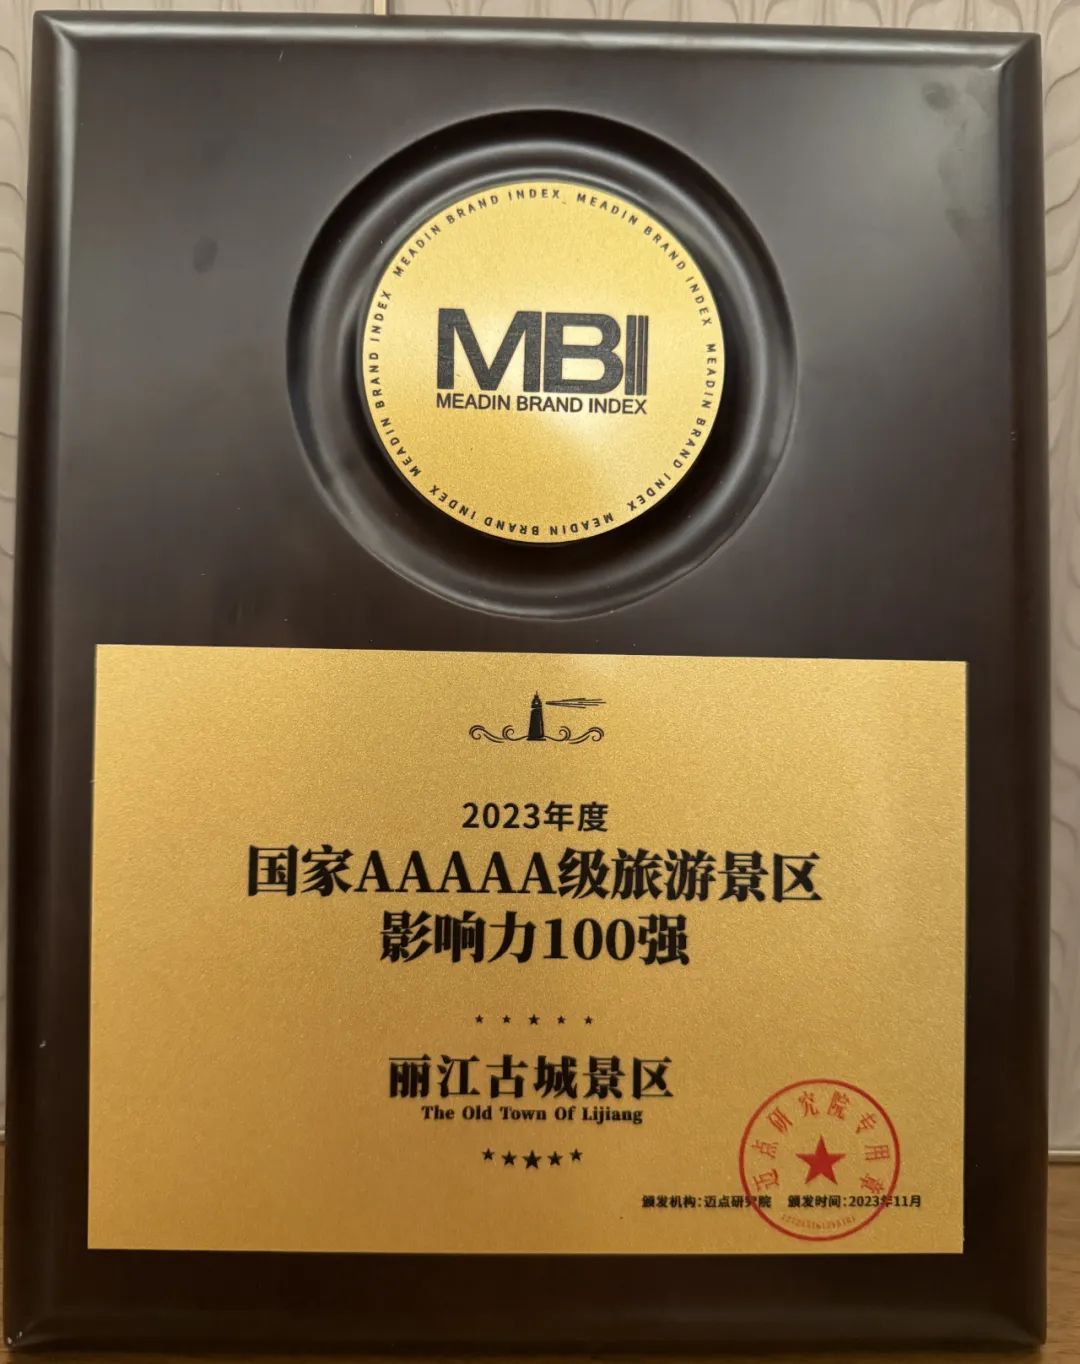 MEADIN BRAND INDEX MEADIN BRAND INDEX MEADIN BRAND INDEX MEADIN BRAND INDEX MEADIN BRAND INDEX
MBI
MEADIN BRAND INDEX
2023年度
国家AAAAA级旅游景区
影响力100强
丽江古城景区
The Old Town Of Lijiang
迈点研究院专用章
颁发机构:迈点研究院 颁发时间:2023年11月